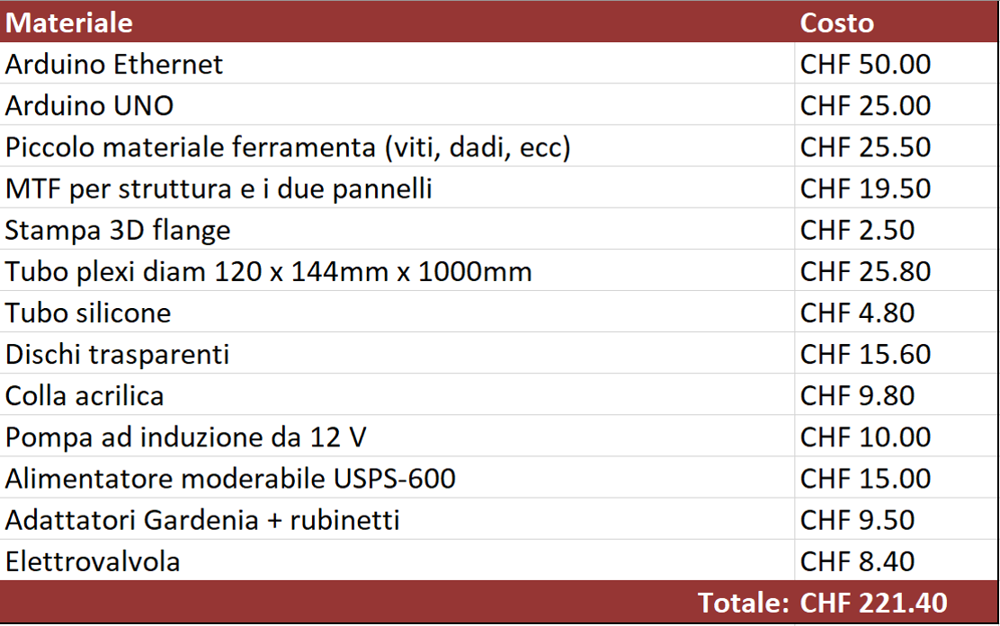 Materiale Costo
Arduino Ethernet CHF 50.00
Arduino UNO CHF 25.00
Piccolo materiale ferramenta (viti, dadi, ecc) CHF 25.50
MTF per struttura e i due pannelli CHF 19.50
Stampa 3D flange CHF 2.50
Tubo plexi diam 120 x 144mm x 1000mm CHF 25.80
Tubo silicone CHF 4.80
Dischi trasparenti CHF 15.60
Colla acrilica CHF 9.80
Pompa ad induzione da 12 V CHF 10.00
Alimentatore moderabile USPS-600 CHF 15.00
Adattatori Gardenia + rubinetti CHF 9.50
Elettrovalvola CHF 8.40
Totale: CHF 221.40